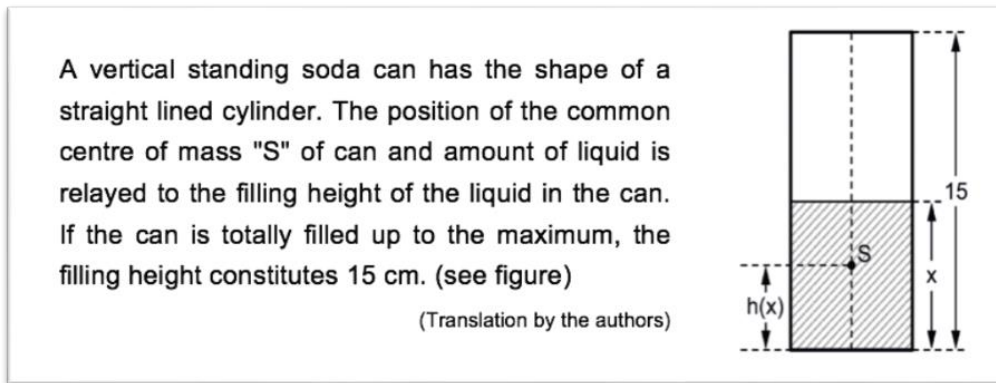 A vertical standing soda can has the shape of a
straight lined cylinder. The position of the common
centre of mass "S" of can and amount of liquid is
relayed to the filling height of the liquid in the can.
If the can is totally filled up to the maximum, the
filling height constitutes 15 cm. (see figure)
(Translation by the authors)
15
S
x
h(x)